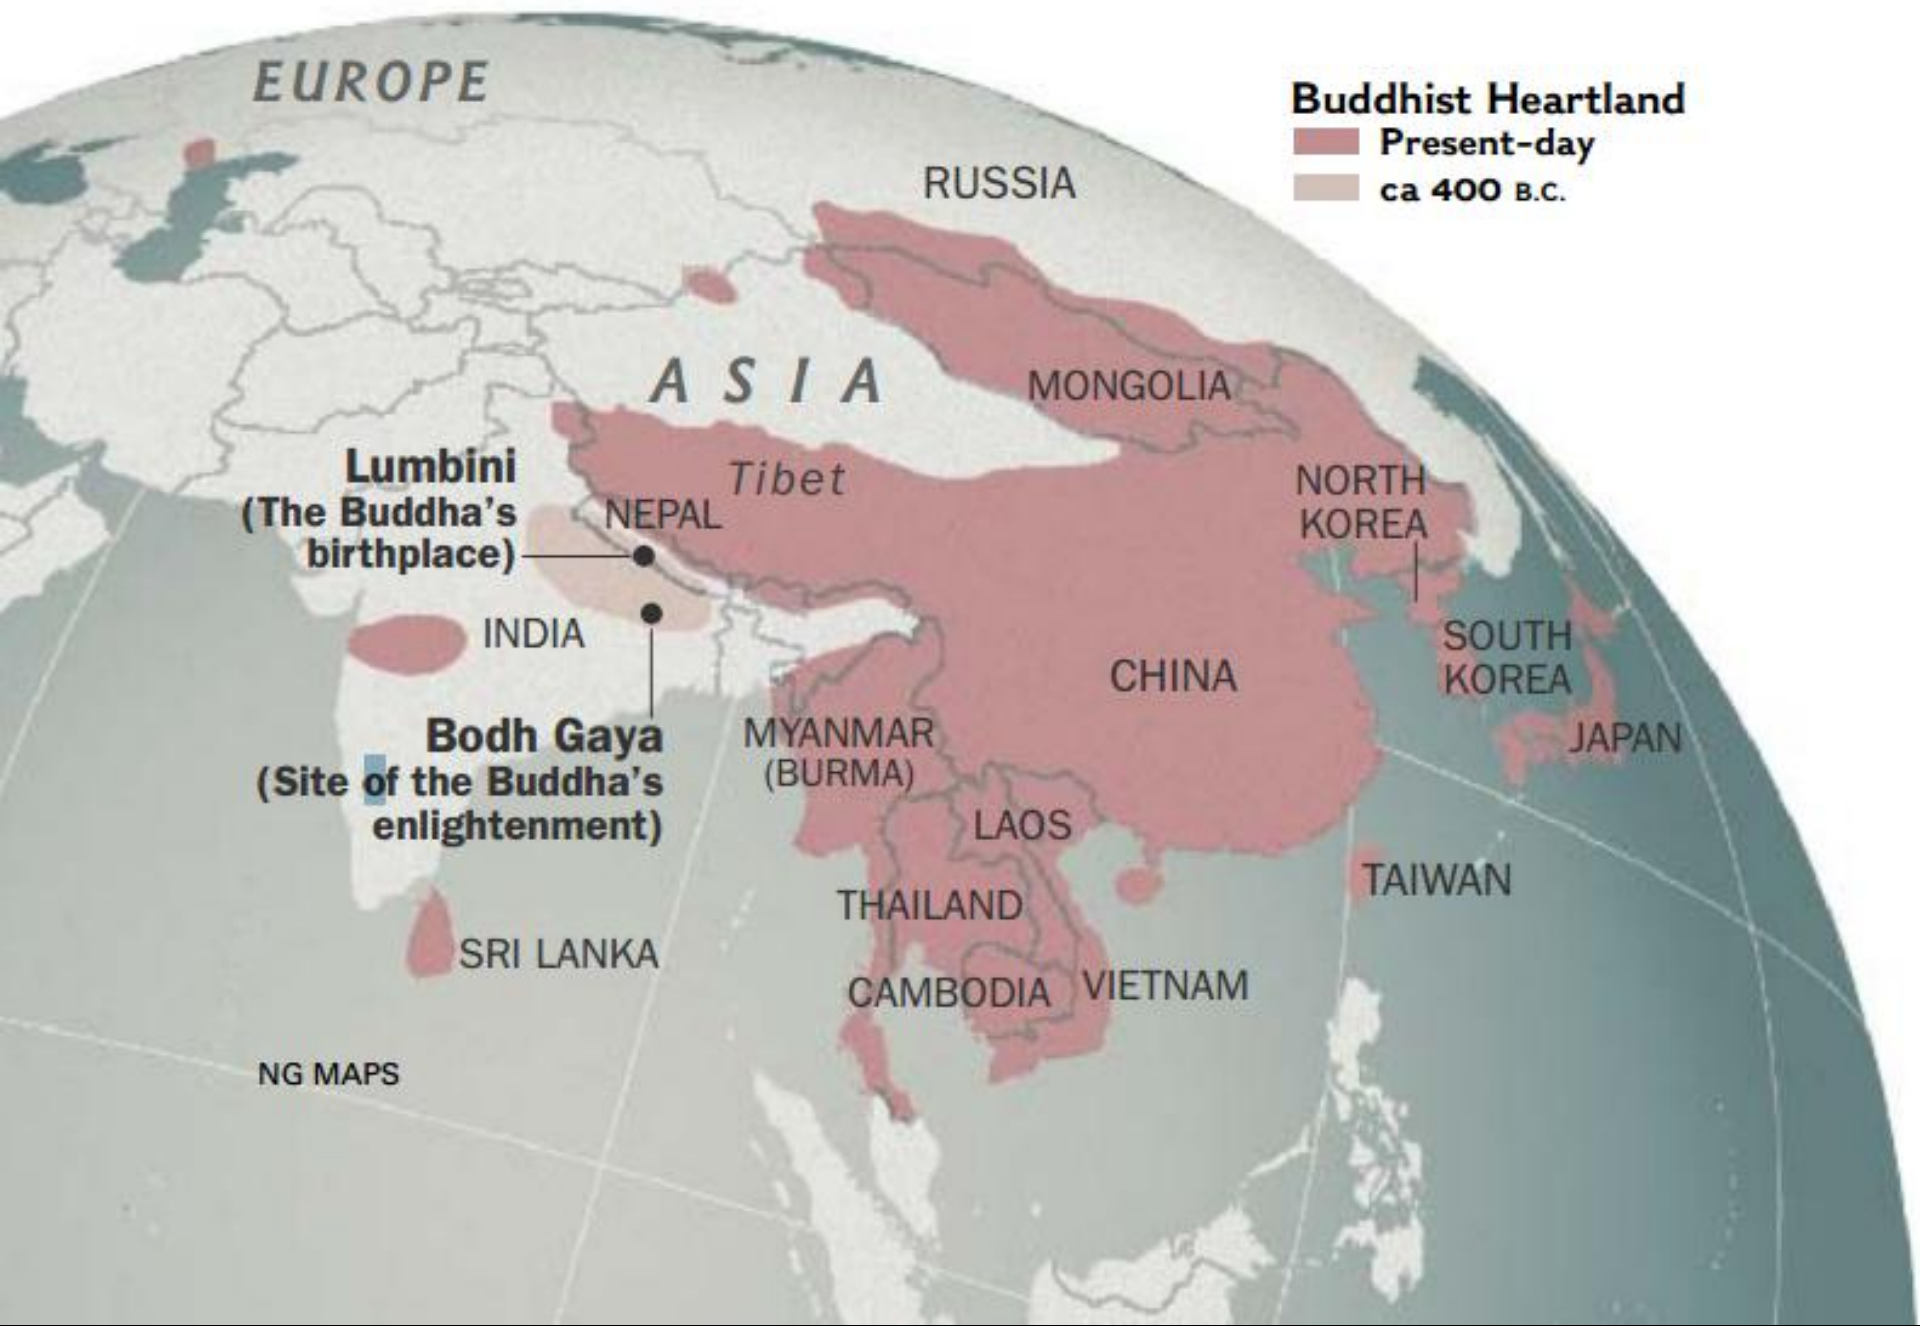 EUROPE
Buddhist Heartland
Present-day
ca 400 B.C.
RUSSIA
ASIA
MONGOLIA
Lumbini
(The Buddha's
birthplace)
Tibet
NEPAL
NORTH
KOREA
INDIA
SOUTH
KOREA
CHINA
Bodh Gaya
(Site of the Buddha's
enlightenment)
MYANMAR
(BURMA)
JAPAN
LAOS
TAIWAN
THAILAND
SRI LANKA
CAMBODIA
VIETNAM
NG MAPS